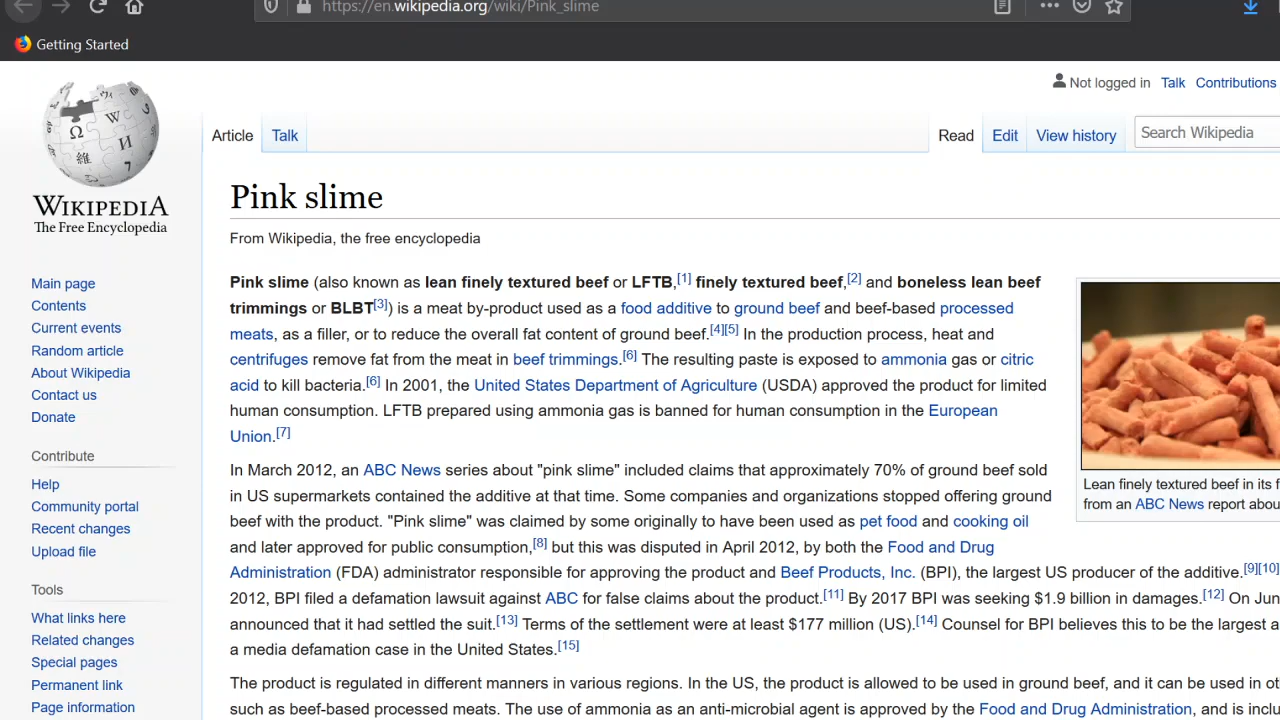 https://en.wikipedia.org/wiki/Pink_slime
Getting Started
Not logged in Talk Contributions
Article Talk Read Edit View history Search Wikipedia
WIKIPEDIA
The Free Encyclopedia
Pink slime
From Wikipedia, the free encyclopedia
Main page
Contents
Current events
Random article
About Wikipedia
Contact us
Donate
Contribute
Help
Community portal
Recent changes
Upload file
Tools
What links here
Related changes
Special pages
Permanent link
Page information
Pink slime (also known as lean finely textured beef or LFTB,[1] finely textured beef,[2] and boneless lean beef
trimmings or BLBT[3]) is a meat by-product used as a food additive to ground beef and beef-based processed
meats, as a filler, or to reduce the overall fat content of ground beef.[4][5] In the production process, heat and
centrifuges remove fat from the meat in beef trimmings.[6] The resulting paste is exposed to ammonia gas or citric
acid to kill bacteria.[6] In 2001, the United States Department of Agriculture (USDA) approved the product for limited
human consumption. LFTB prepared using ammonia gas is banned for human consumption in the European
Union.[7]
Lean finely textured beef in its f
from an ABC News report abou
In March 2012, an ABC News series about "pink slime" included claims that approximately 70% of ground beef sold
in US supermarkets contained the additive at that time. Some companies and organizations stopped offering ground
beef with the product. "Pink slime" was claimed by some originally to have been used as pet food and cooking oil
and later approved for public consumption,[8] but this was disputed in April 2012, by both the Food and Drug
Administration (FDA) administrator responsible for approving the product and Beef Products, Inc. (BPI), the largest US producer of the additive.[9][10]
2012, BPI filed a defamation lawsuit against ABC for false claims about the product.[11] By 2017 BPI was seeking $1.9 billion in damages.[12] On Jun
announced that it had settled the suit.[13] Terms of the settlement were at least $177 million (US).[14] Counsel for BPI believes this to be the largest a
a media defamation case in the United States.[15]
The product is regulated in different manners in various regions. In the US, the product is allowed to be used in ground beef, and it can be used in ot
such as beef-based processed meats. The use of ammonia as an anti-microbial agent is approved by the Food and Drug Administration, and is inclu